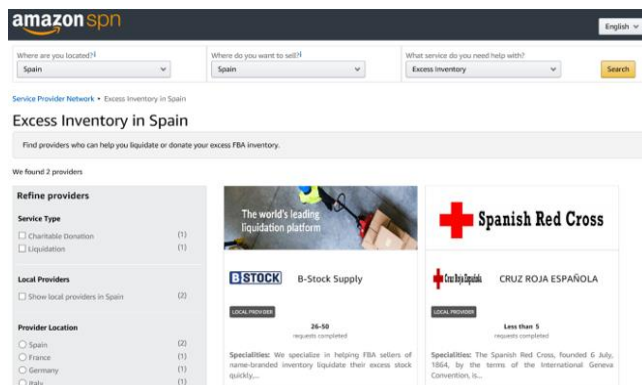 amazon spn
English
Where are you located?
Where do you want to sell?
What service do you need help with?
Spain
Spain
Excess Inventory
Search
Service Provider Network • Excess Inventory in Spain
Excess Inventory in Spain
Find providers who can help you liquidate or donate your excess FBA inventory.
We found 2 providers
Refine providers
Service Type
Charitable Donation (1)
Liquidation (1)
Local Providers
Show local providers in Spain (2)
Provider Location
Spain (2)
France (1)
Germany (1)
Italy (1)
The world's leading
liquidation platform
B-STOCK
B-Stock Supply
LOCAL PROVIDER
26-50
requests completed
Specialities: We specialize in helping FBA sellers of
name-branded inventory liquidate their excess stock
quickly,...
Spanish Red Cross
Cruz Roja Española
CRUZ ROJA ESPAÑOLA
LOCAL PROVIDER
Less than 5
requests completed
Specialities: The Spanish Red Cross, founded 6 July,
1864, by the terms of the International Geneva
Convention, is...